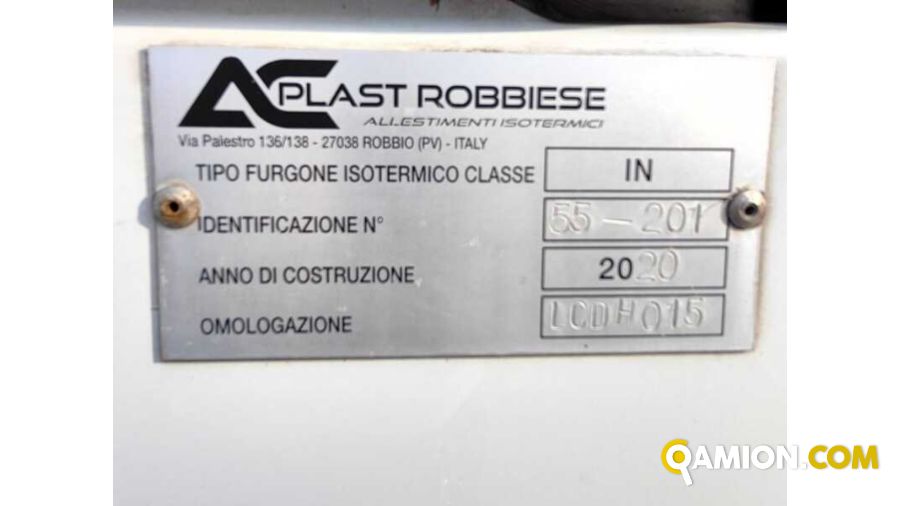 AC PLAST ROBBIESE
ALLESTIMENTI ISOTERMICI
Via Palestro 136/138 - 27038 ROBBIO (PV) - ITALY
TIPO FURGONE ISOTERMICO CLASSE IN
IDENTIFICAZIONE N° 55-201
ANNO DI COSTRUZIONE 2020
OMOLOGAZIONE LCDH015
QAMION.COM